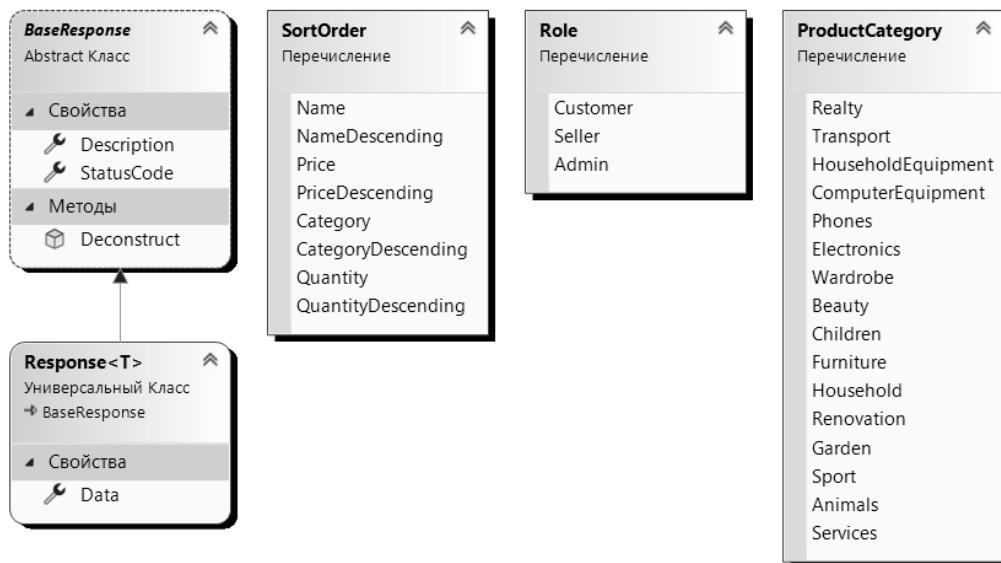 BaseResponse
Abstract Класс
Свойства
Description
StatusCode
Методы
Deconstruct
Response<T>
Универсальный Класс
BaseResponse
Свойства
Data
SortOrder
Перечисление
Name
NameDescending
Price
PriceDescending
Category
CategoryDescending
Quantity
QuantityDescending
Role
Перечисление
Customer
Seller
Admin
ProductCategory
Перечисление
Realty
Transport
HouseholdEquipment
ComputerEquipment
Phones
Electronics
Wardrobe
Beauty
Children
Furniture
Household
Renovation
Garden
Sport
Animals
Services